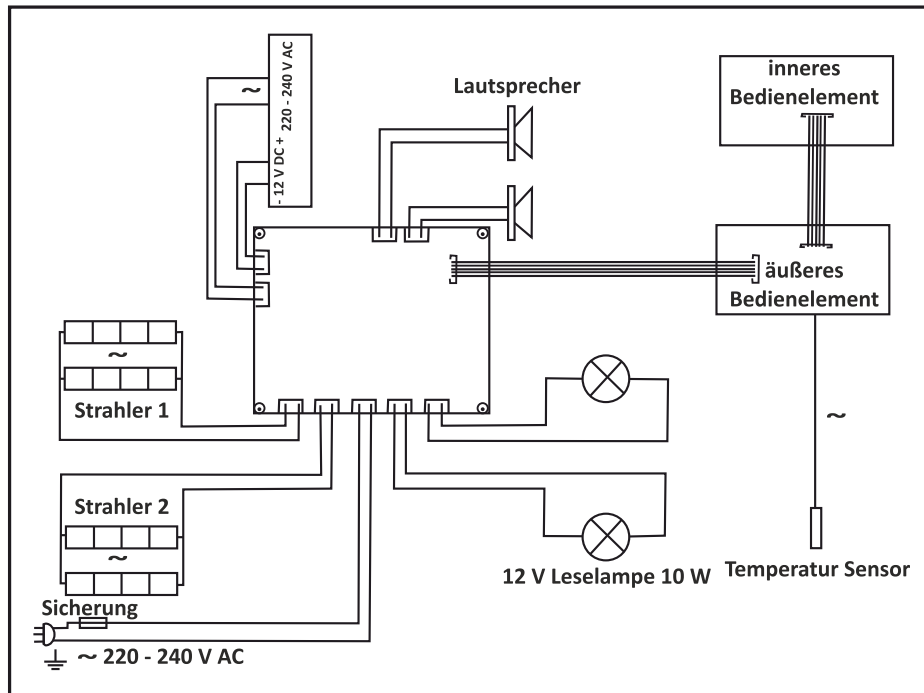 ~ 220 - 240 V AC
- 12 V DC +
Lautsprecher
inneres
Bedienelement
äußeres
Bedienelement
~
Strahler 1
Strahler 2
~
~
12 V Leselampe 10 W
Temperatur Sensor
Sicherung
~ 220 - 240 V AC